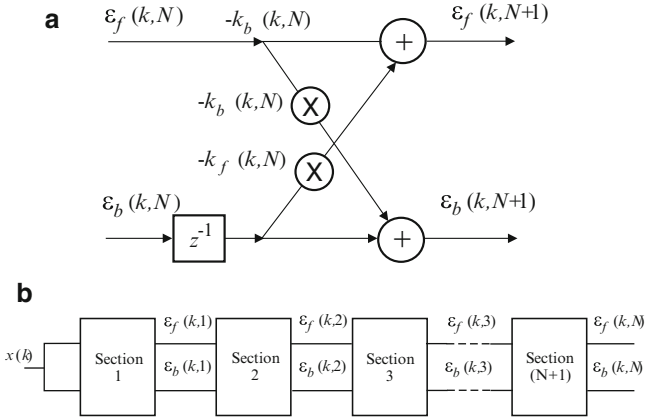 a
ε_f (k,N)
-k_b (k,N)
+
ε_f (k,N+1)
-k_b (k,N)
X
-k_f (k,N)
X
ε_b (k,N)
z^-1
+
ε_b (k,N+1)
b
x(k)
Section
1
ε_f (k,1)
ε_b (k,1)
Section
2
ε_f (k,2)
ε_b (k,2)
Section
3
ε_f (k,3)
ε_b (k,3)
Section
(N+1)
ε_f (k,N)
ε_b (k,N)